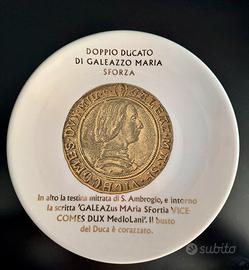 DOPPIO DUCATO
DI GALEAZZO MARIA
SFORZA
In alto la testina mitrata di S. Ambrogio, e intorno
la scritta 'GALEAZus MAria SFortia VICE-
COMES DUX MedIoLani'. Il busto
del Duca è corazzato.
subito